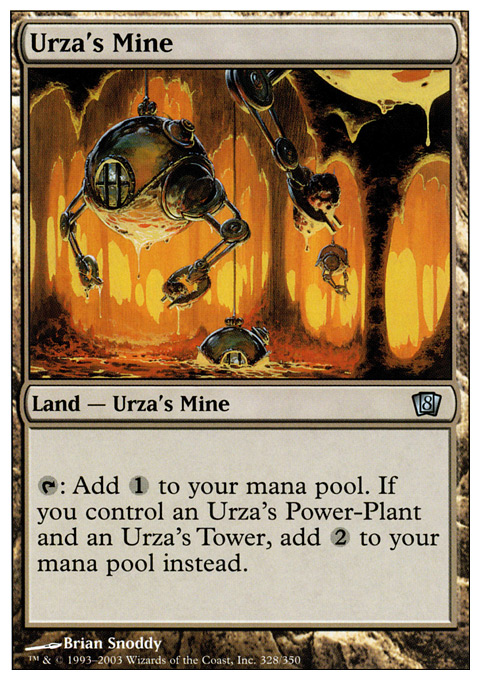 Urza's Mine
Land — Urza's Mine
8
: Add 1 to your mana pool. If
you control an Urza's Power-Plant
and an Urza's Tower, add 2 to your
mana pool instead.
Brian Snoddy
™ & © 1993–2003 Wizards of the Coast, Inc. 328/350